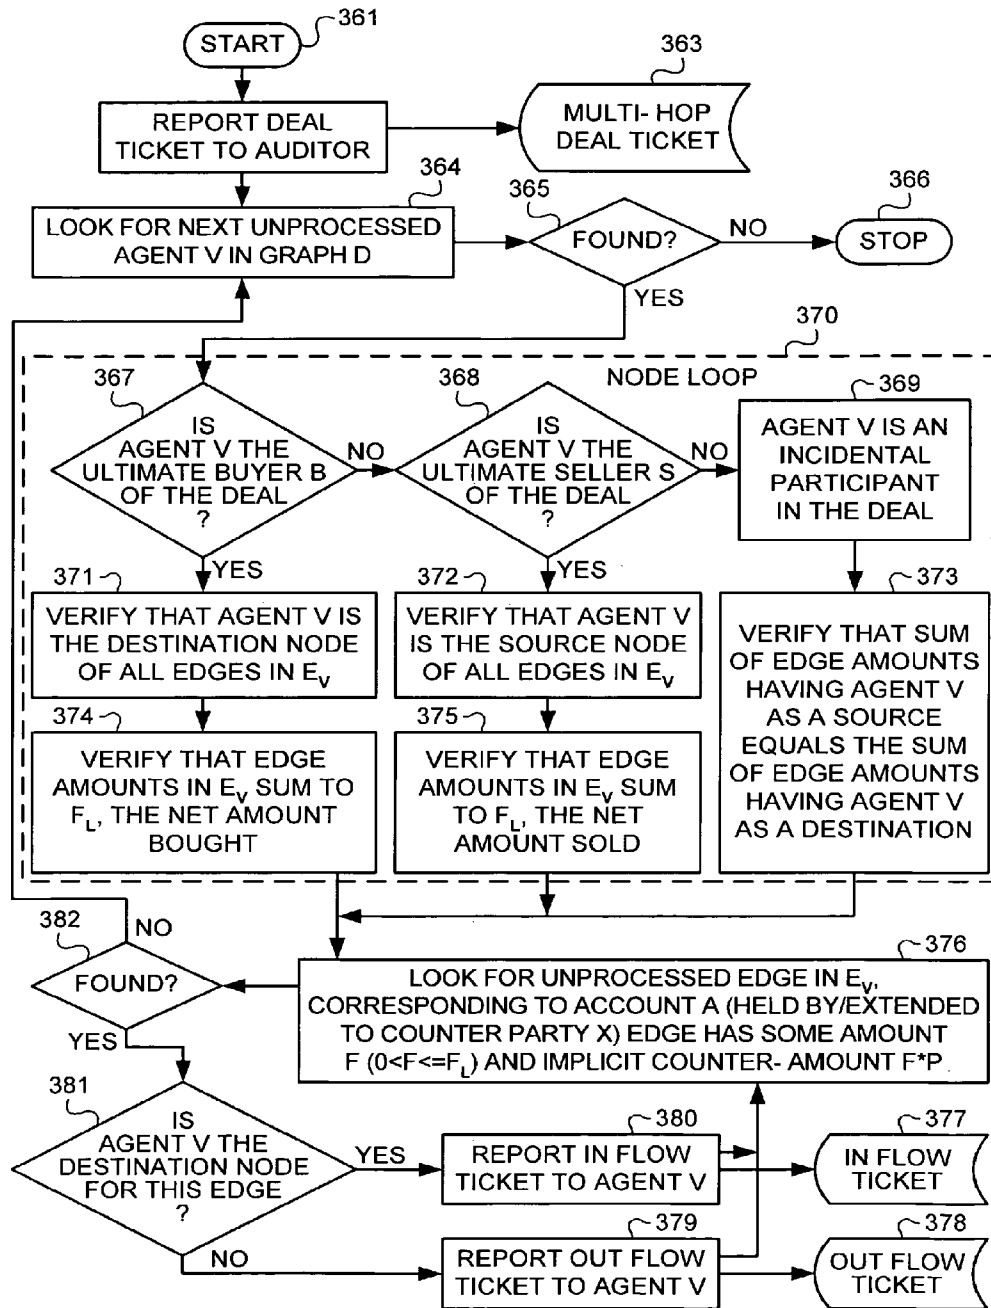 361
START
363
REPORT DEAL
TICKET TO AUDITOR
MULTI- HOP
DEAL TICKET
364
365
366
LOOK FOR NEXT UNPROCESSED
AGENT V IN GRAPH D
FOUND?
NO
STOP
YES
370
367
368
NODE LOOP
369
IS
AGENT V THE
ULTIMATE BUYER B
OF THE DEAL
?
NO
IS
AGENT V THE
ULTIMATE SELLER S
OF THE DEAL
?
NO
AGENT V IS AN
INCIDENTAL
PARTICIPANT
IN THE DEAL
YES
YES
371
372
373
VERIFY THAT AGENT V IS
THE DESTINATION NODE
OF ALL EDGES IN EV
VERIFY THAT AGENT V
IS THE SOURCE NODE
OF ALL EDGES IN EV
VERIFY THAT SUM
OF EDGE AMOUNTS
HAVING AGENT V
AS A SOURCE
EQUALS THE SUM
OF EDGE AMOUNTS
HAVING AGENT V
AS A DESTINATION
374
375
VERIFY THAT EDGE
AMOUNTS IN EV SUM TO
FL, THE NET AMOUNT
BOUGHT
VERIFY THAT EDGE
AMOUNTS IN EV SUM
TO FL, THE NET
AMOUNT SOLD
382
NO
376
FOUND?
LOOK FOR UNPROCESSED EDGE IN EV,
CORRESPONDING TO ACCOUNT A (HELD BY/EXTENDED
TO COUNTER PARTY X) EDGE HAS SOME AMOUNT
F (0<F<=FL) AND IMPLICIT COUNTER- AMOUNT F*P
YES
381
IS
AGENT V THE
DESTINATION NODE
FOR THIS EDGE
?
YES
380
REPORT IN FLOW
TICKET TO AGENT V
377
IN FLOW
TICKET
NO
379
REPORT OUT FLOW
TICKET TO AGENT V
378
OUT FLOW
TICKET